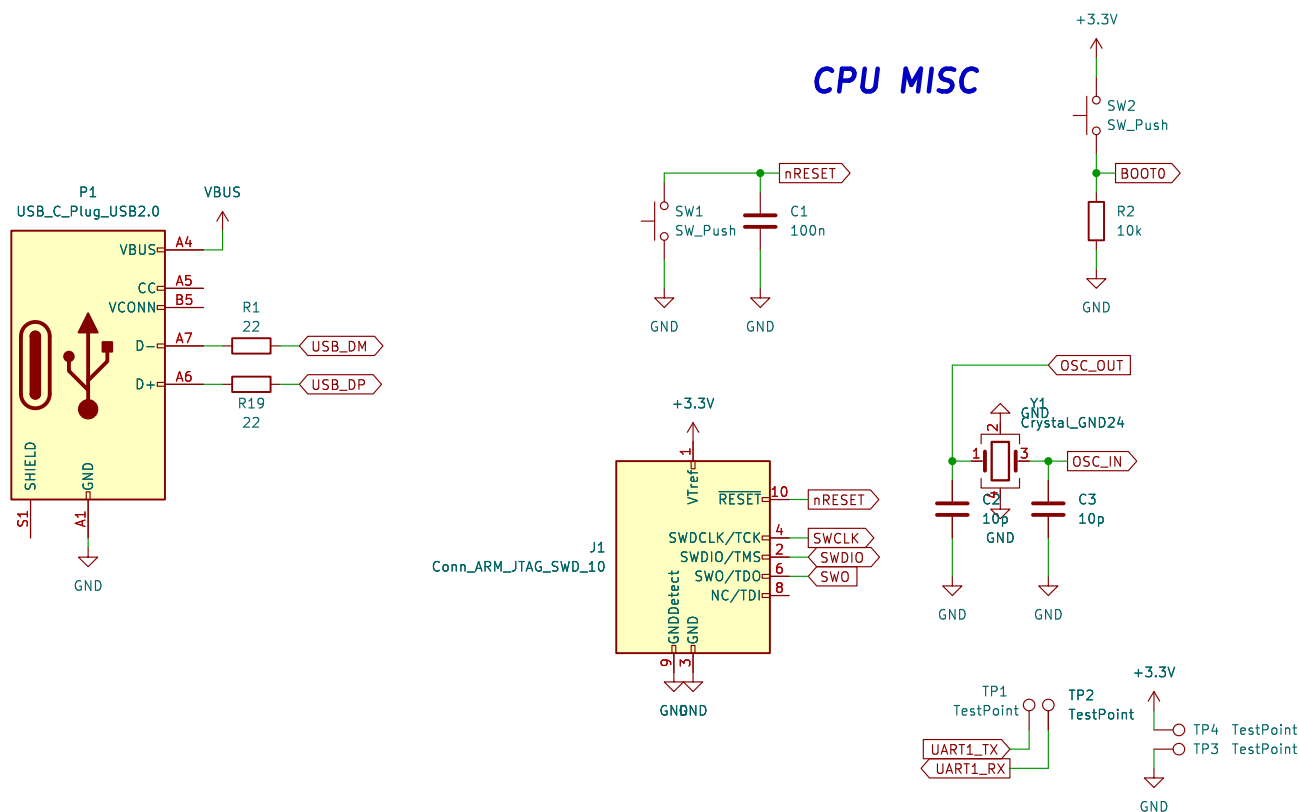 CPU MISC
P1
USB_C_Plug_USB2.0
VBUS
VBUS
A4
CC
A5
VCONN
B5
D-
A7
D+
A6
SHIELD
S1
GND
A1
GND
R1
22
USB_DM
USB_DP
R19
22
nRESET
SW1
SW_Push
C1
100n
GND
GND
+3.3V
SW2
SW_Push
BOOT0
R2
10k
GND
+3.3V
1
VTref
RESET
10
nRESET
SWDCLK/TCK
4
SWCLK
SWDIO/TMS
2
SWDIO
SWO/TDO
6
SWO
NC/TDI
8
J1
Conn_ARM_JTAG_SWD_10
GNDDetect
9
GND
3
GND
GND
OSC_OUT
Y1
GND
Crystal_GND24
2
1
3
4
OSC_IN
C2
10p
GND
C3
10p
GND
GND
TP1
TestPoint
TP2
TestPoint
UART1_TX
UART1_RX
+3.3V
TP4 TestPoint
TP3 TestPoint
GND